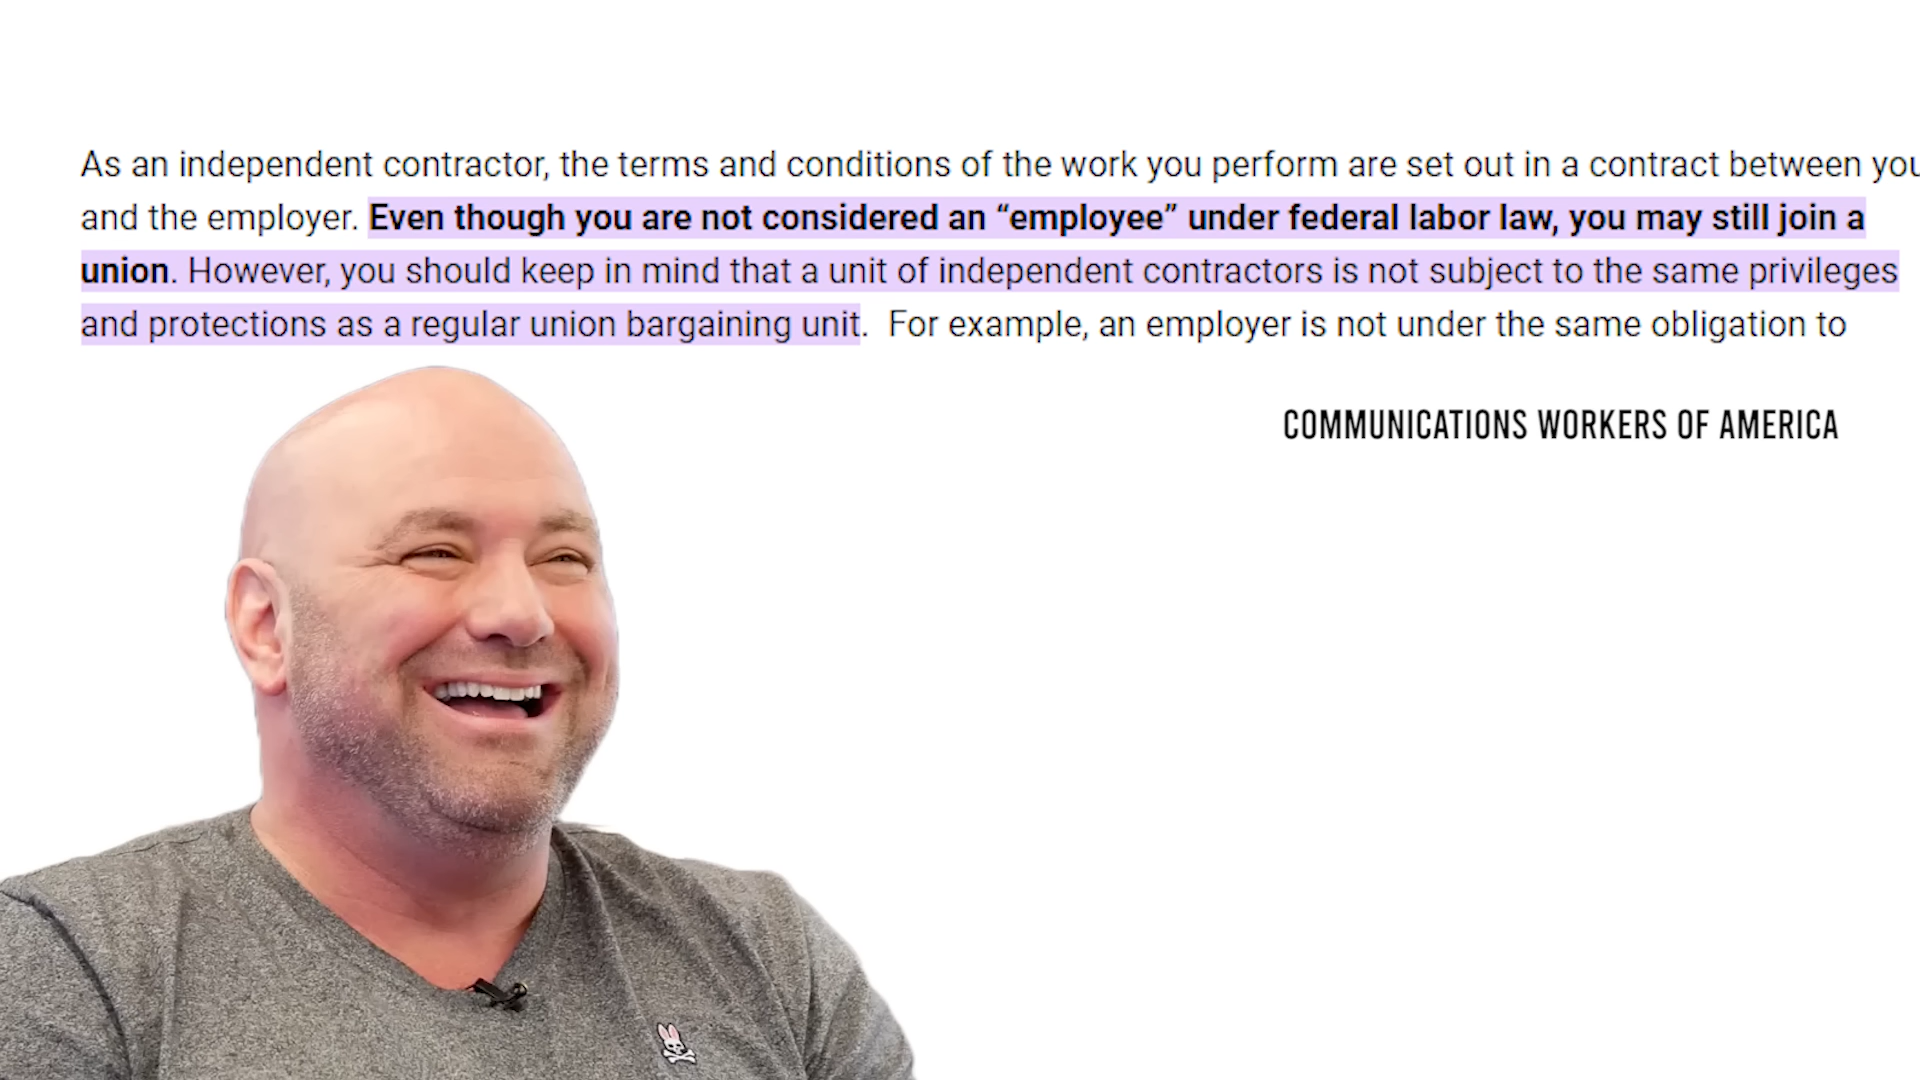 As an independent contractor, the terms and conditions of the work you perform are set out in a contract between you
and the employer. Even though you are not considered an “employee” under federal labor law, you may still join a
union. However, you should keep in mind that a unit of independent contractors is not subject to the same privileges
and protections as a regular union bargaining unit.  For example, an employer is not under the same obligation to
COMMUNICATIONS WORKERS OF AMERICA